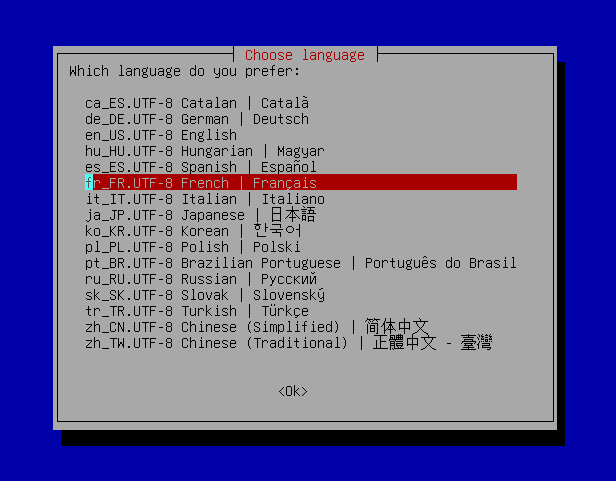 Choose language
Which language do you prefer:
ca_ES.UTF-8 Catalan | Català
de_DE.UTF-8 German | Deutsch
en_US.UTF-8 English
hu_HU.UTF-8 Hungarian | Magyar
es_ES.UTF-8 Spanish | Español
fr_FR.UTF-8 French | Français
it_IT.UTF-8 Italian | Italiano
ja_JP.UTF-8 Japanese | 日本語
ko_KR.UTF-8 Korean | 한국어
pl_PL.UTF-8 Polish | Polski
pt_BR.UTF-8 Brazilian Portuguese | Português do Brasil
ru_RU.UTF-8 Russian | Русский
sk_SK.UTF-8 Slovak | Slovenský
tr_TR.UTF-8 Turkish | Türkçe
zh_CN.UTF-8 Chinese (Simplified) | 简体中文
zh_TW.UTF-8 Chinese (Traditional) | 正體中文 - 臺灣
<Ok>